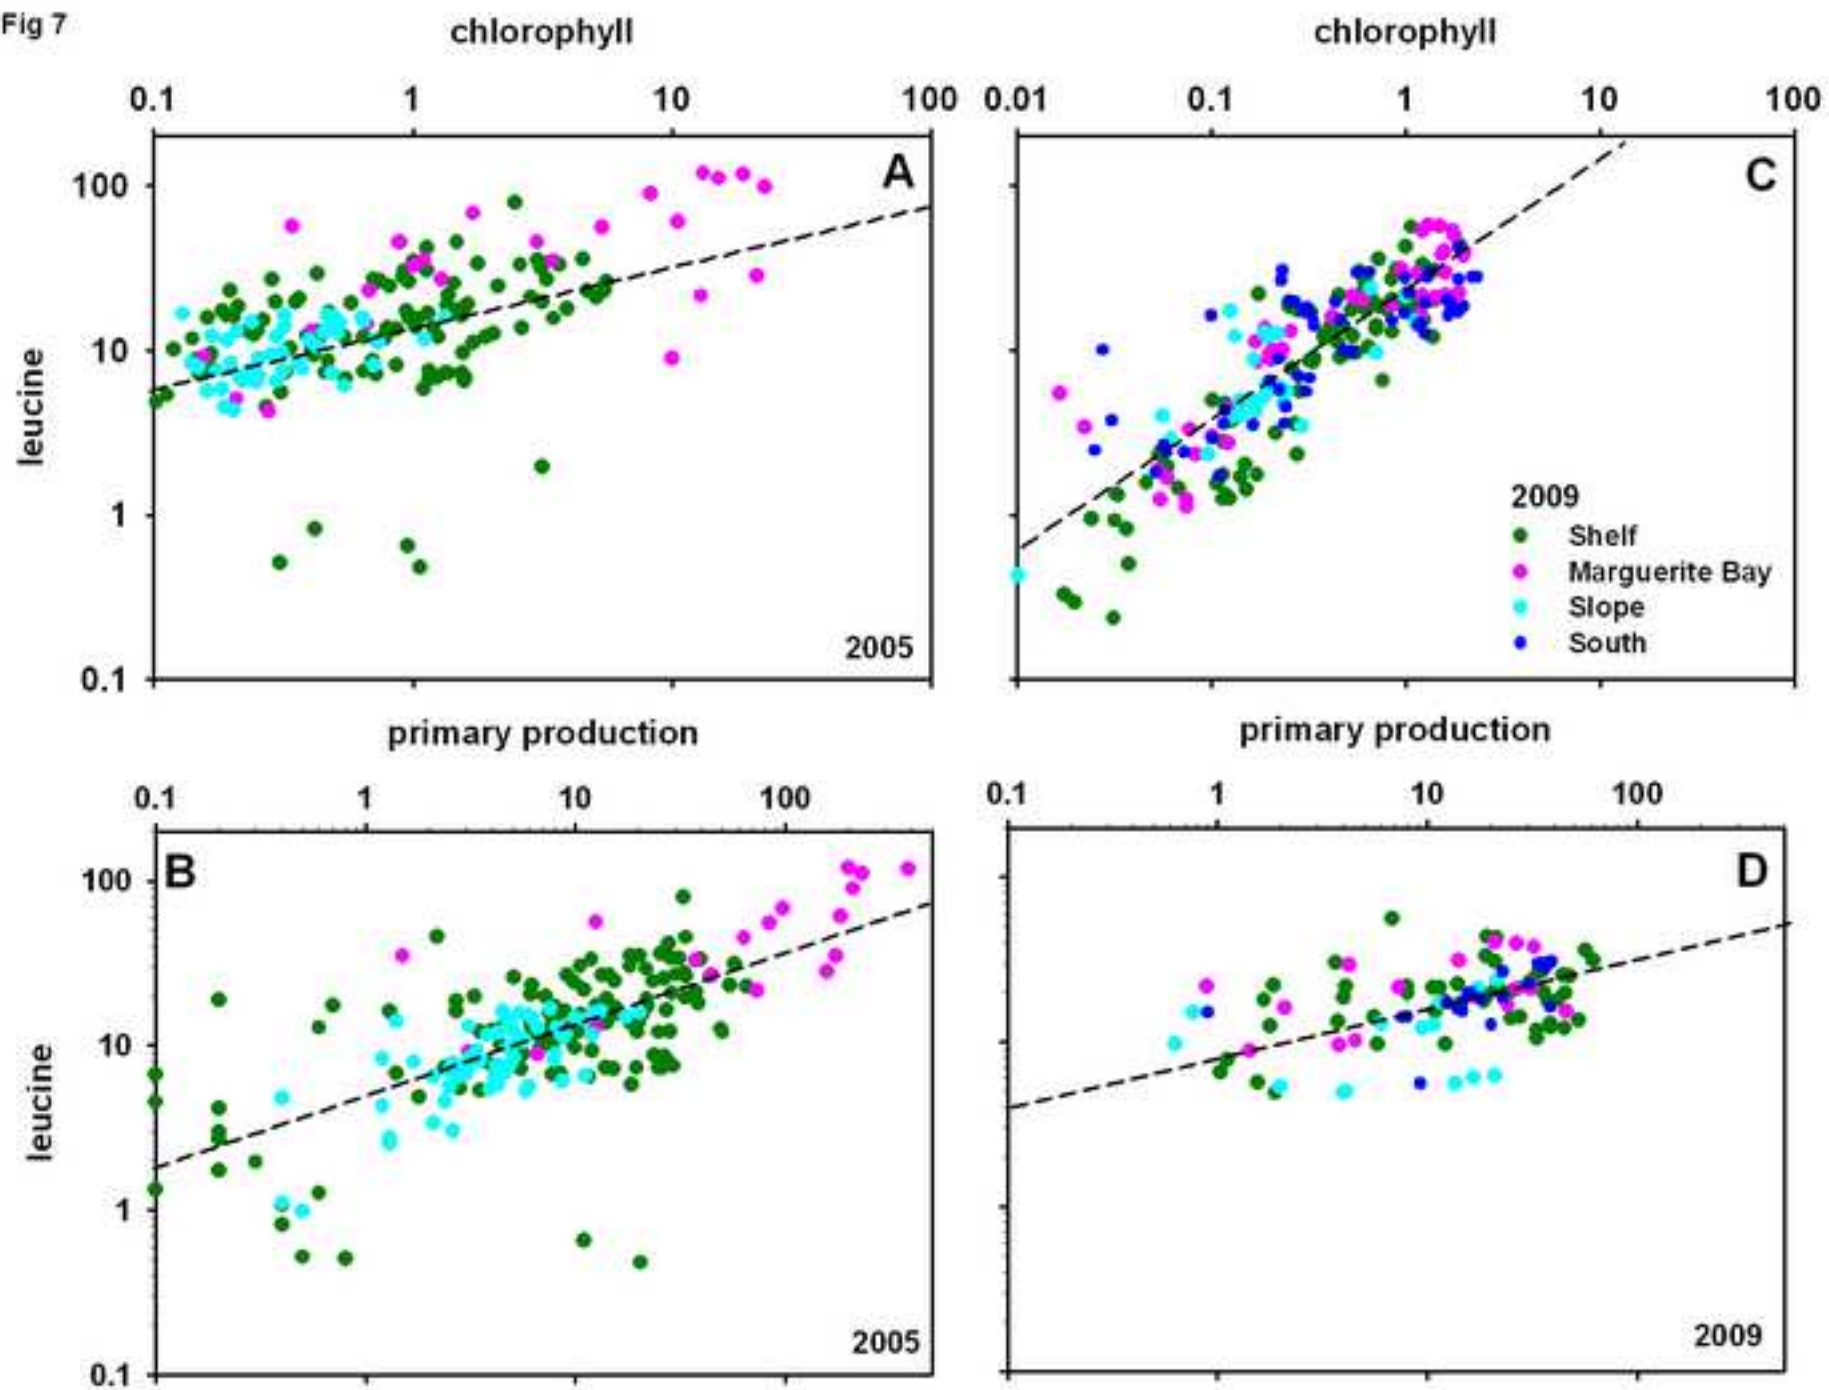 Fig 7
chlorophyll
chlorophyll
0.1 1 10 100
0.01 0.1 1 10 100
A
C
100
10
1
0.1
leucine
2005
2009
Shelf
Marguerite Bay
Slope
South
primary production
primary production
0.1 1 10 100
0.1 1 10 100
B
D
100
10
1
0.1
leucine
2005
2009